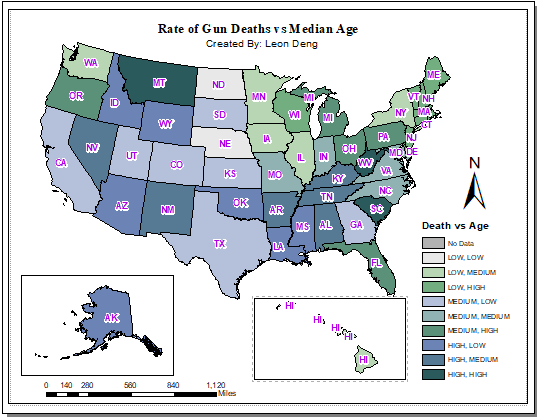 Rate of Gun Deaths vs Median Age
Created By: Leon Deng
WA
MT
ND
MN
ME
OR
ID
SD
WI
MI
MI
VT
NH
NY
MA
CT
WY
IA
NE
PA
NJ
NV
UT
CO
IL
IN
OH
MD
DE
CA
KS
MO
WV
VA
KY
NC
AZ
NM
OK
AR
TN
SC
MS
AL
GA
TX
LA
FL
AK
HI
HI
HI
HI
HI
N
Death vs Age
No Data
LOW, LOW
LOW, MEDIUM
LOW, HIGH
MEDIUM, LOW
MEDIUM, MEDIUM
MEDIUM, HIGH
HIGH, LOW
HIGH, MEDIUM
HIGH, HIGH
0 140 280 560 840 1,120
Miles